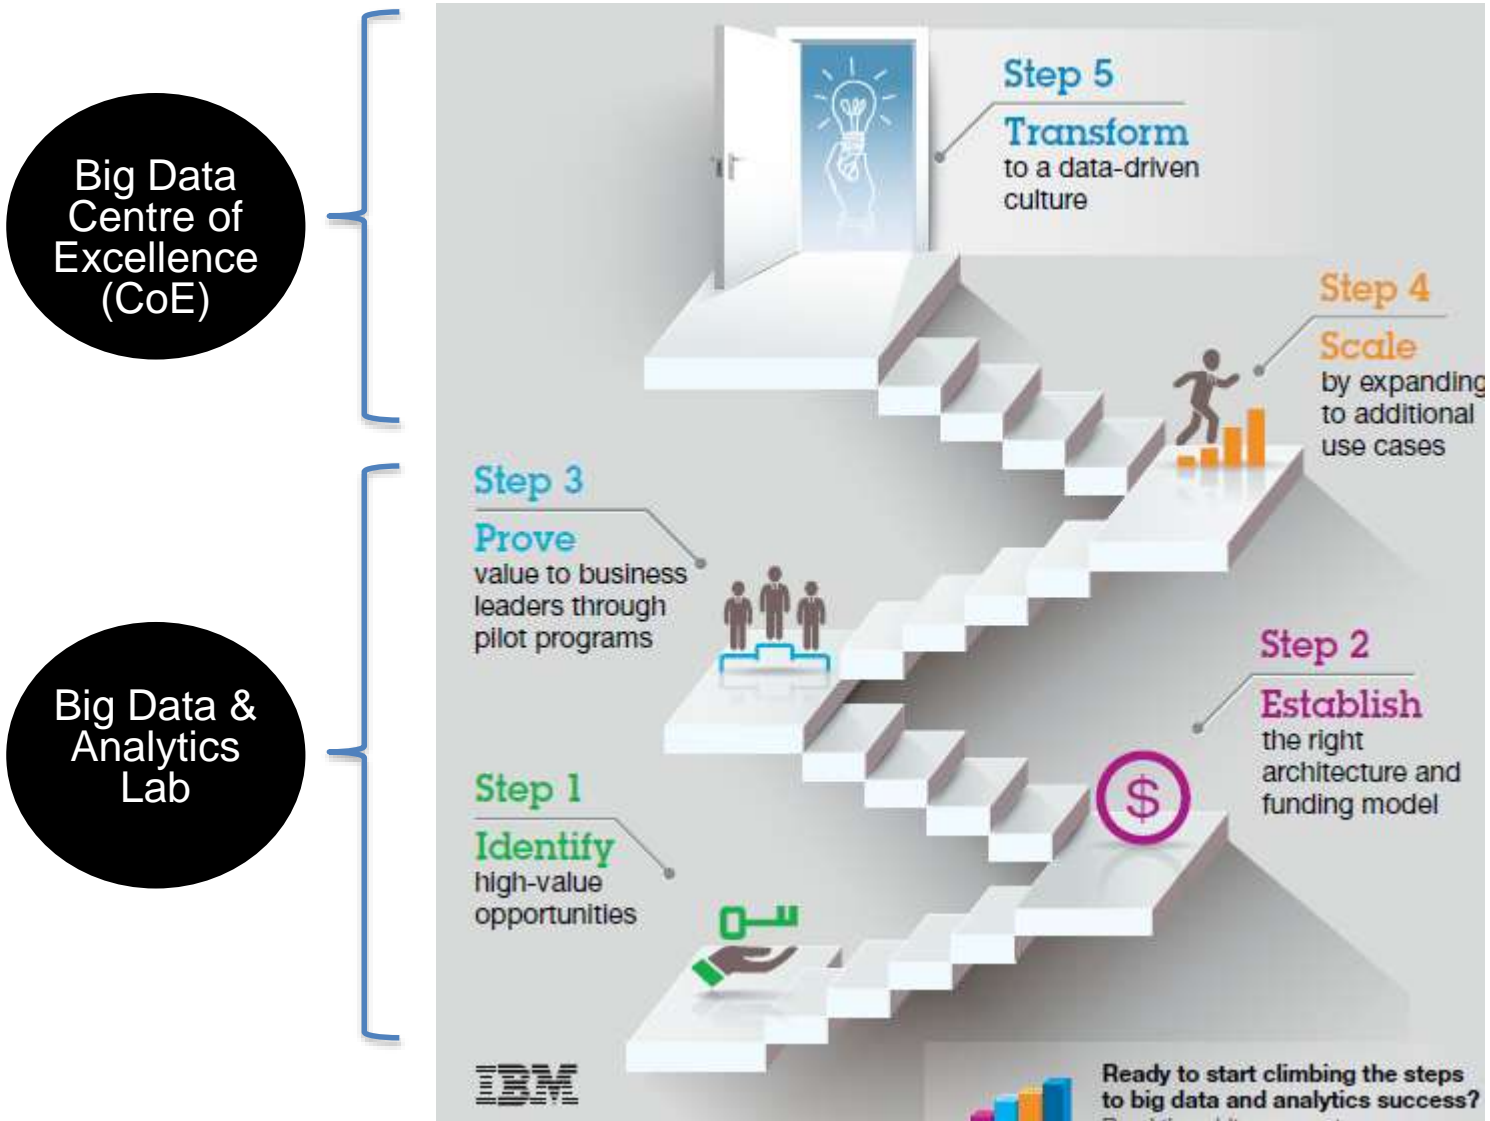 Big Data
Centre of
Excellence
(CoE)
Big Data &
Analytics
Lab
Step 5
Transform
to a data-driven
culture
Step 4
Scale
by expanding
to additional
use cases
Step 3
Prove
value to business
leaders through
pilot programs
Step 2
Establish
the right
architecture and
funding model
$
Step 1
Identify
high-value
opportunities
IBM
Ready to start climbing the steps
to big data and analytics success?